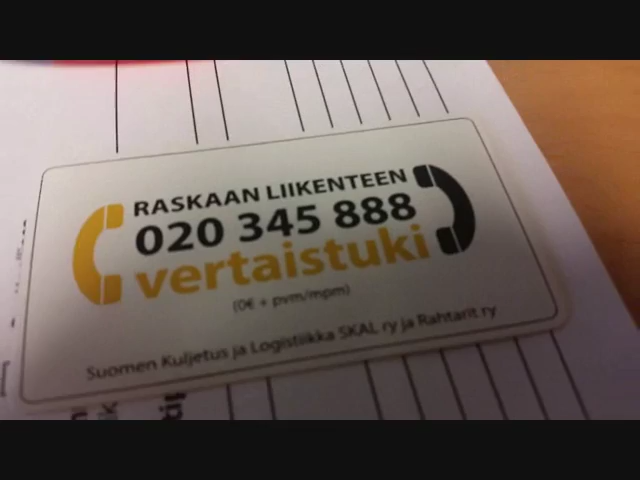 RASKAAN LIIKENTEEN
020 345 888
vertaistuki
(0€ + pvm/mpm)
Suomen Kuljetus ja Logistiikka SKAL ry ja Rahtarit ry